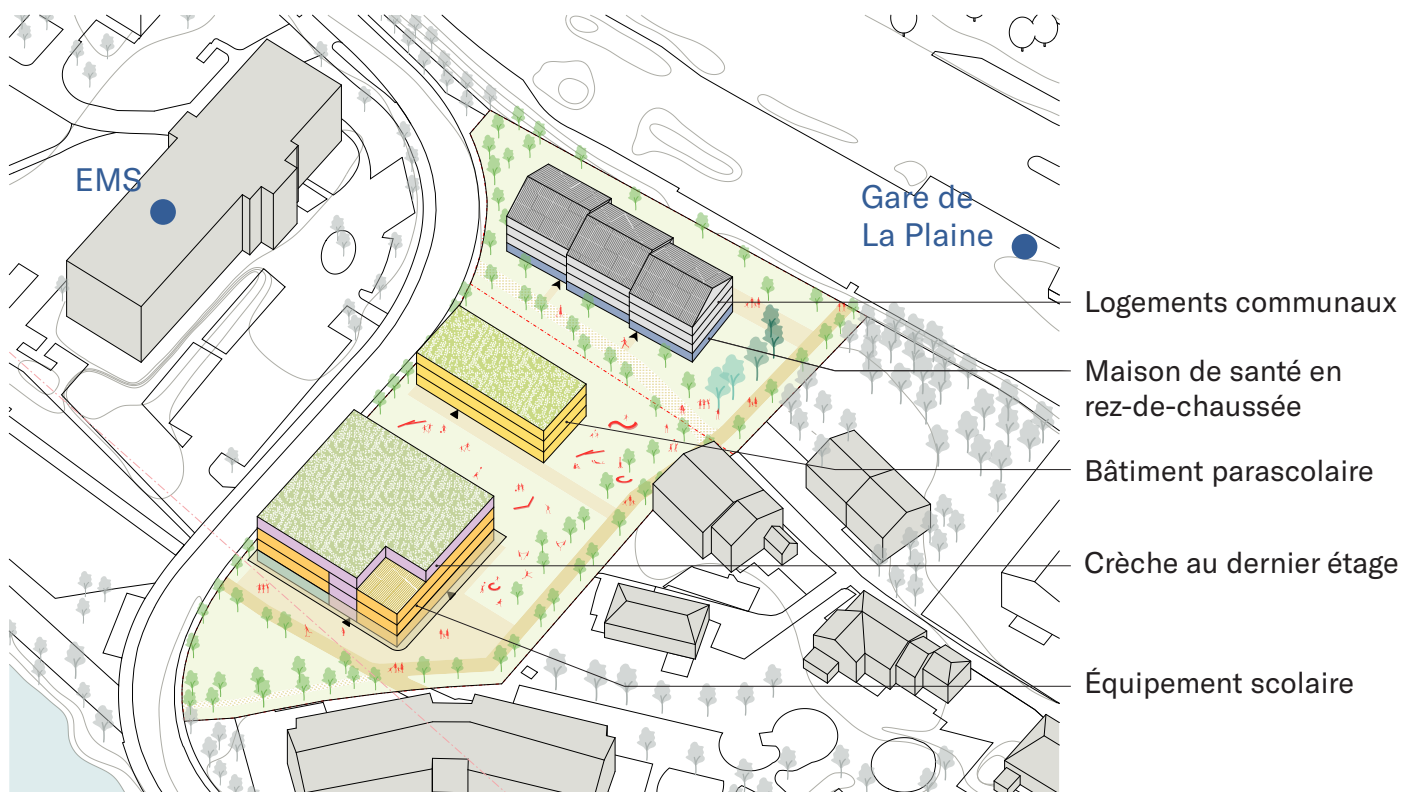 EMS
Gare de
La Plaine
Logements communaux
Maison de santé en
rez-de-chaussée
Bâtiment parascolaire
Crèche au dernier étage
Équipement scolaire